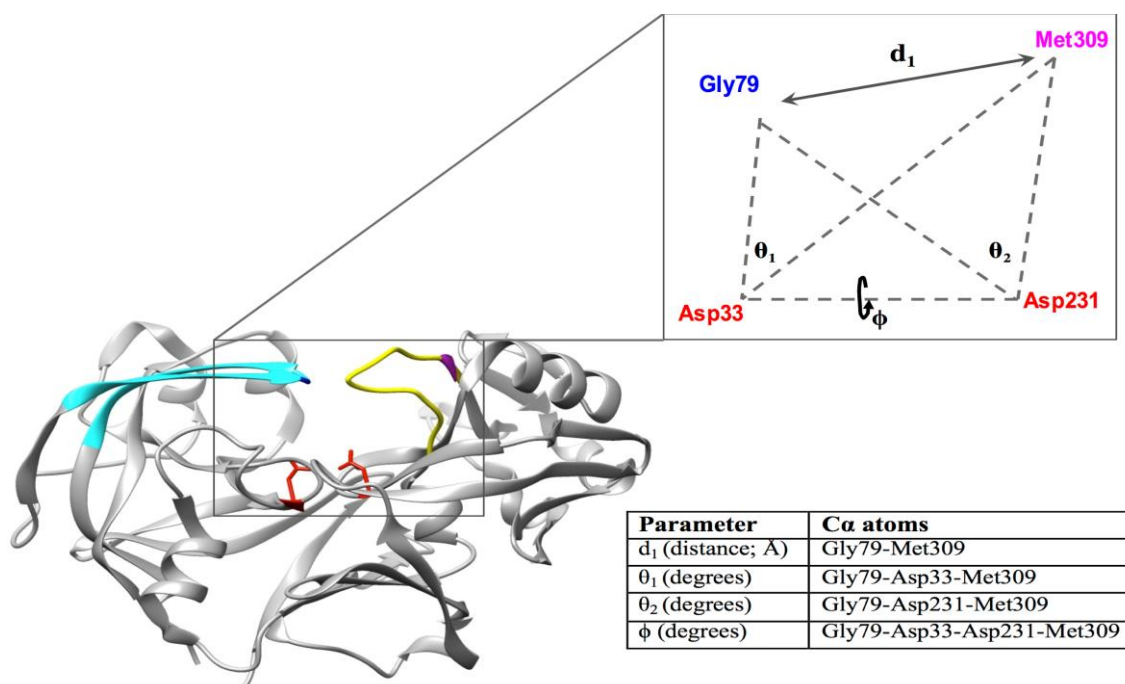 Met309
d₁
Gly79
θ₁
θ₂
Asp33
Asp231
ϕ
Parameter Cα atoms
d₁ (distance; Å) Gly79-Met309
θ₁ (degrees) Gly79-Asp33-Met309
θ₂ (degrees) Gly79-Asp231-Met309
ϕ (degrees) Gly79-Asp33-Asp231-Met309